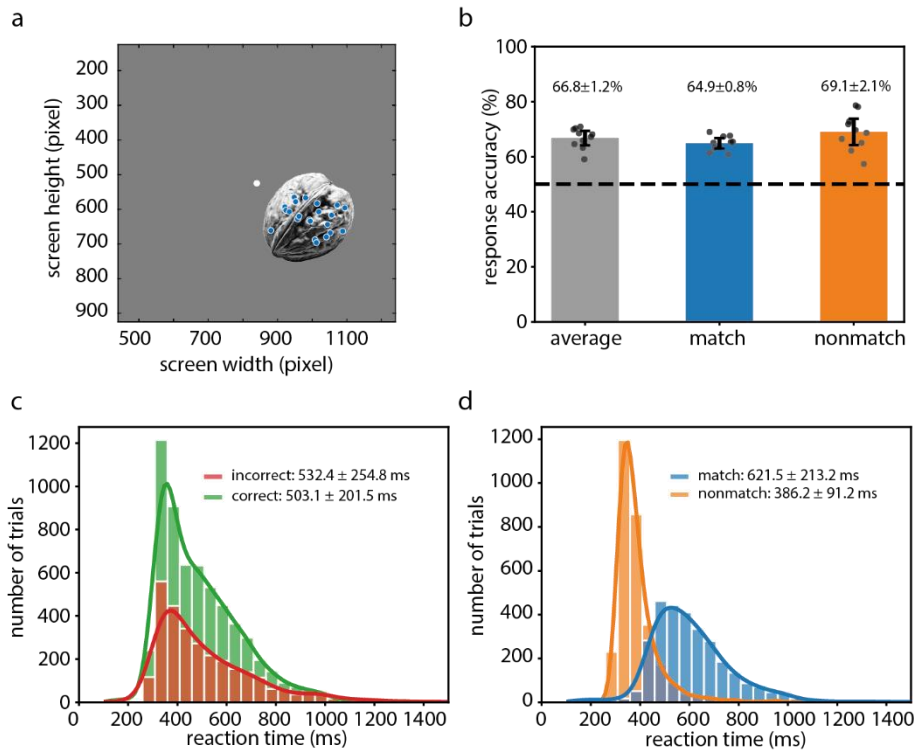 a
200
300
400
500
600
700
800
900
screen height (pixel)
500 700 900 1100
screen width (pixel)
b
100
80
60
40
20
0
response accuracy (%)
66.8±1.2% 64.9±0.8% 69.1±2.1%
average match nonmatch
c
1200
1000
800
600
400
200
0
number of trials
incorrect: 532.4 ± 254.8 ms
correct: 503.1 ± 201.5 ms
0 200 400 600 800 1000 1200 1400
reaction time (ms)
d
1200
1000
800
600
400
200
0
number of trials
match: 621.5 ± 213.2 ms
nonmatch: 386.2 ± 91.2 ms
0 200 400 600 800 1000 1200 1400
reaction time (ms)